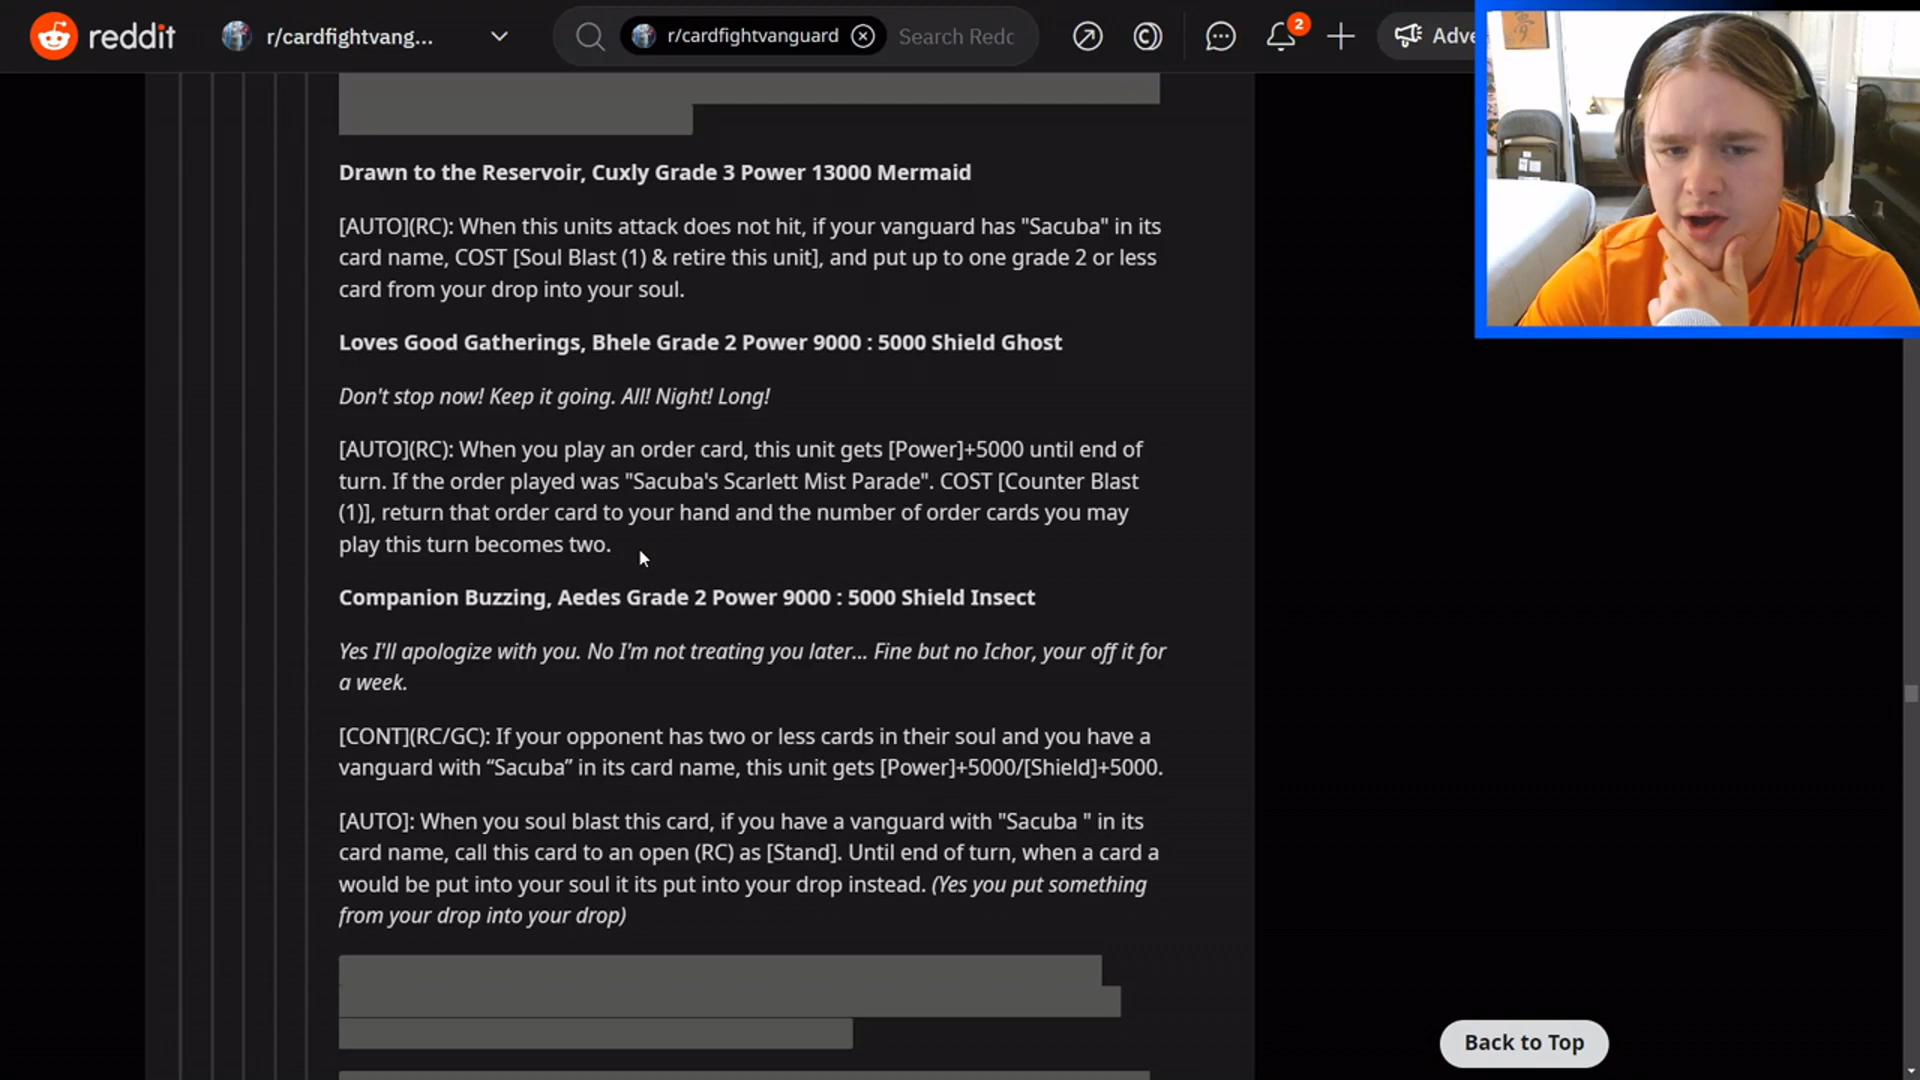 reddit
r/cardfightvang...
r/cardfightvanguard
Search Redc
2
Adve
夢
Drawn to the Reservoir, Cuxly Grade 3 Power 13000 Mermaid
[AUTO](RC): When this units attack does not hit, if your vanguard has "Sacuba" in its
card name, COST [Soul Blast (1) & retire this unit], and put up to one grade 2 or less
card from your drop into your soul.
Loves Good Gatherings, Bhele Grade 2 Power 9000 : 5000 Shield Ghost
Don't stop now! Keep it going. All! Night! Long!
[AUTO](RC): When you play an order card, this unit gets [Power]+5000 until end of
turn. If the order played was "Sacuba's Scarlett Mist Parade". COST [Counter Blast
(1)], return that order card to your hand and the number of order cards you may
play this turn becomes two.
Companion Buzzing, Aedes Grade 2 Power 9000 : 5000 Shield Insect
Yes I'll apologize with you. No I'm not treating you later... Fine but no Ichor, your off it for
a week.
[CONT](RC/GC): If your opponent has two or less cards in their soul and you have a
vanguard with “Sacuba” in its card name, this unit gets [Power]+5000/[Shield]+5000.
[AUTO]: When you soul blast this card, if you have a vanguard with "Sacuba " in its
card name, call this card to an open (RC) as [Stand]. Until end of turn, when a card a
would be put into your soul it its put into your drop instead. (Yes you put something
from your drop into your drop)
Back to Top